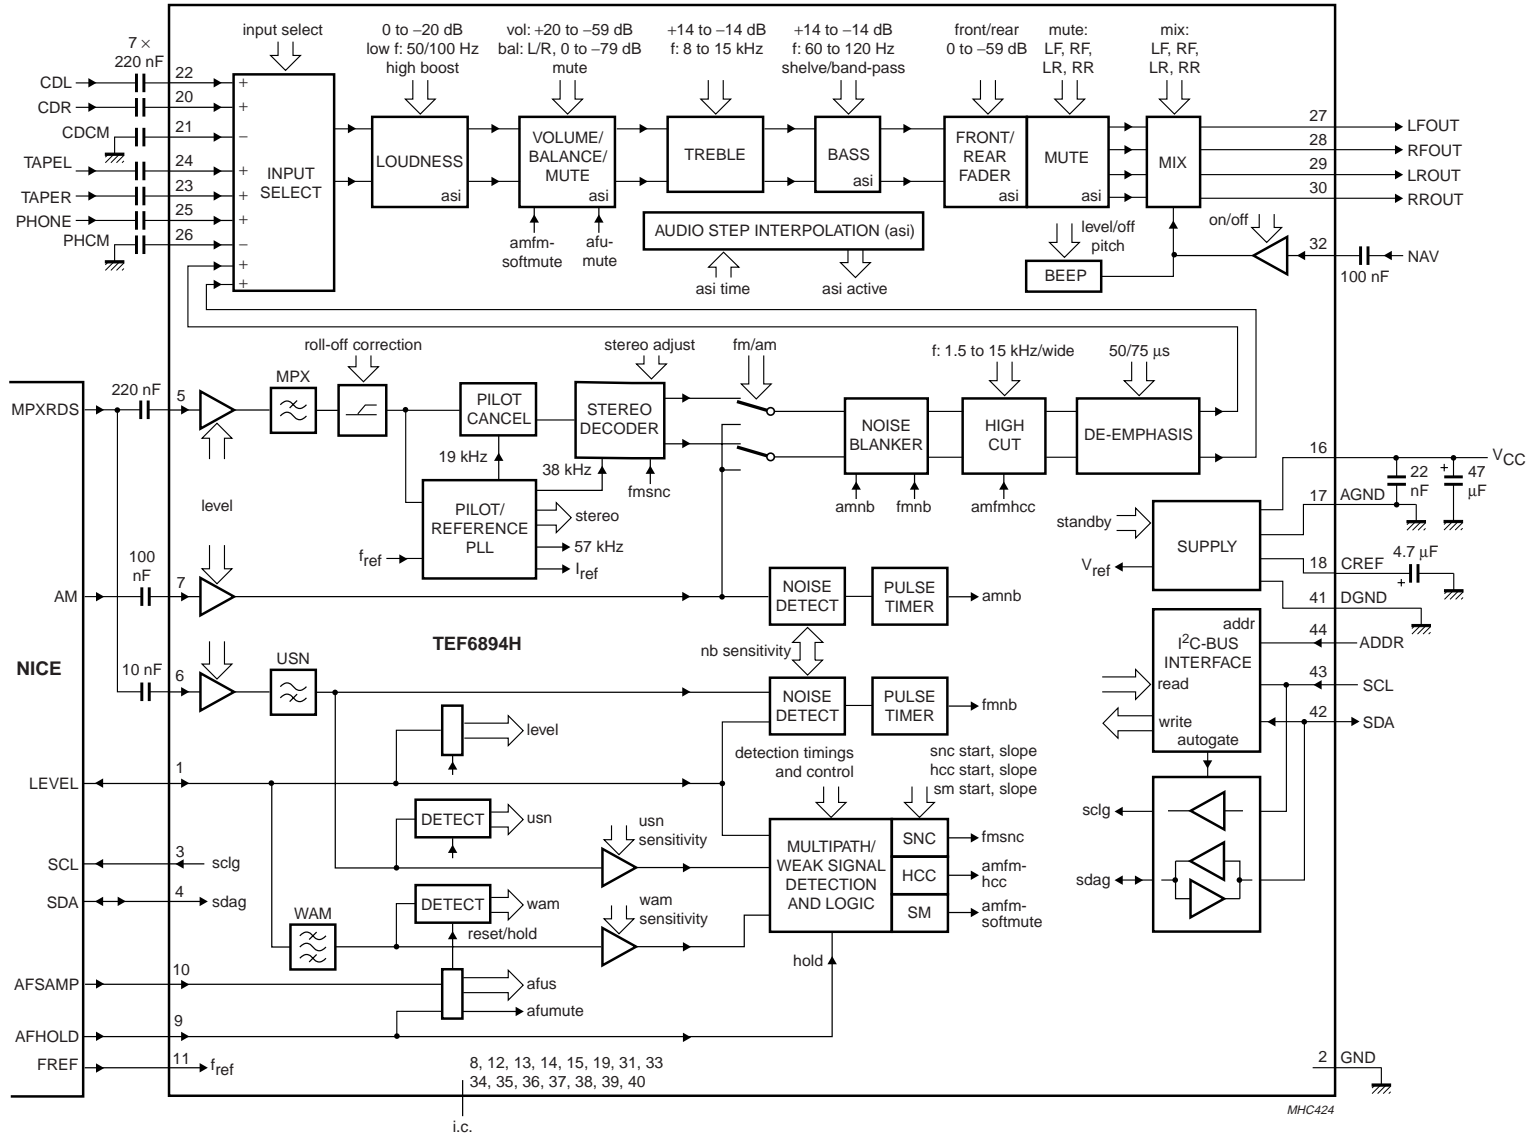 input select
0 to −20 dB
low f: 50/100 Hz
high boost
vol: +20 to −59 dB
bal: L/R, 0 to −79 dB
mute
+14 to −14 dB
f: 8 to 15 kHz
+14 to −14 dB
f: 60 to 120 Hz
shelve/band-pass
front/rear
0 to −59 dB
mute:
LF, RF,
LR, RR
mix:
LF, RF,
LR, RR
7 ×
220 nF
CDL
22
+
CDR
20
+
CDCM
21
−
TAPEL
24
+
TAPER
23
+
PHONE
25
+
PHCM
26
−
+
+
INPUT
SELECT
LOUDNESS
asi
VOLUME/
BALANCE/
MUTE
asi
TREBLE
BASS
asi
FRONT/
REAR
FADER
asi
MUTE
asi
MIX
27
LFOUT
28
RFOUT
29
LROUT
30
RROUT
amfm-
softmute
afu-
mute
AUDIO STEP INTERPOLATION (asi)
asi time
asi active
level/off
pitch
BEEP
on/off
32
NAV
100 nF
roll-off correction
stereo adjust
fm/am
f: 1.5 to 15 kHz/wide
50/75 μs
MPXRDS
220 nF
5
MPX
PILOT
CANCEL
STEREO
DECODER
NOISE
BLANKER
HIGH
CUT
DE-EMPHASIS
19 kHz
38 kHz
fmsnc
amnb
fmnb
amfmhcc
level
PILOT/
REFERENCE
PLL
stereo
57 kHz
Iref
fref
16
VCC
22
nF
+
47
μF
17
AGND
standby
SUPPLY
Vref
18
CREF
4.7 μF
+
41
DGND
100
nF
AM
7
NOISE
DETECT
PULSE
TIMER
amnb
TEF6894H
nb sensitivity
NICE
10 nF
6
USN
NOISE
DETECT
PULSE
TIMER
fmnb
addr
I2C-BUS
INTERFACE
read
write
autogate
44
ADDR
43
SCL
42
SDA
level
detection timings
and control
snc start, slope
hcc start, slope
sm start, slope
LEVEL
1
DETECT
usn
usn
sensitivity
MULTIPATH/
WEAK SIGNAL
DETECTION
AND LOGIC
SNC
fmsnc
HCC
amfm-
hcc
SM
amfm-
softmute
sclg
sdag
SCL
3
sclg
SDA
4
sdag
WAM
DETECT
wam
reset/hold
wam
sensitivity
hold
AFSAMP
10
afus
afumute
AFHOLD
9
FREF
11
fref
8, 12, 13, 14, 15, 19, 31, 33
34, 35, 36, 37, 38, 39, 40
i.c.
2
GND
MHC424